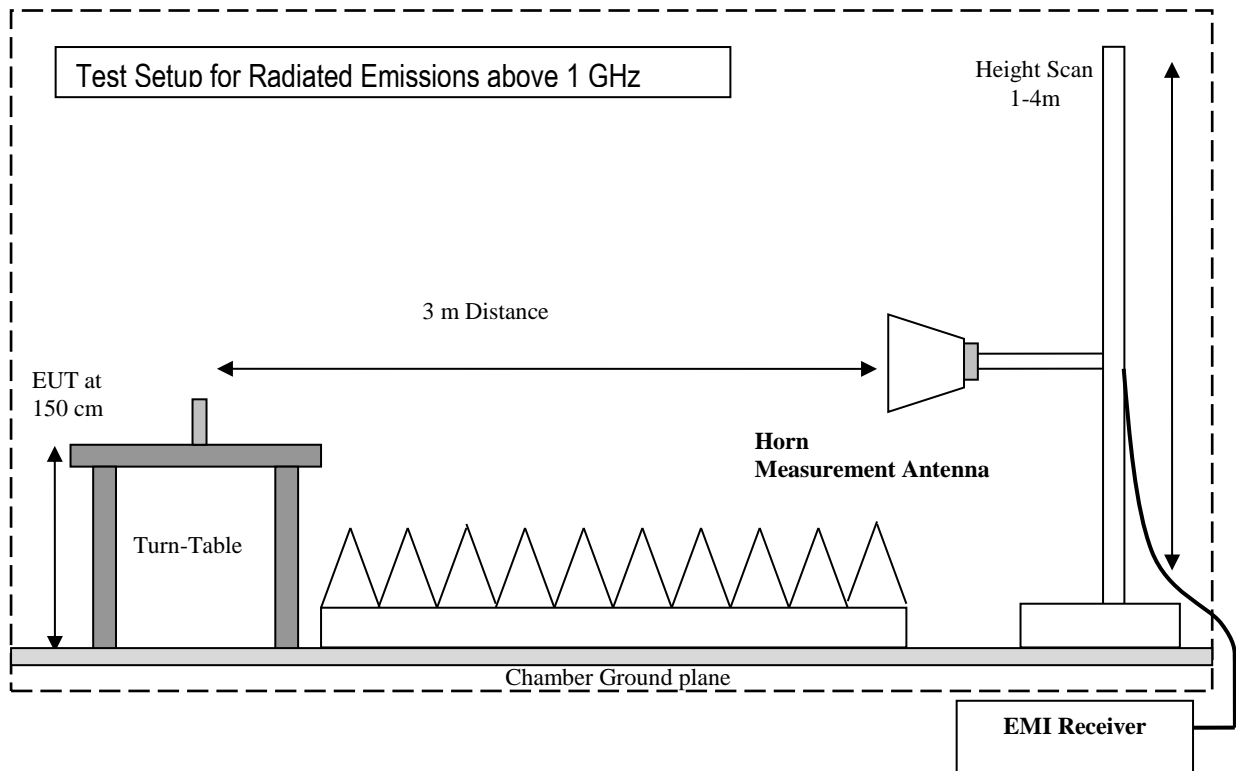 Test Setup for Radiated Emissions above 1 GHz
Height Scan
1-4m
3 m Distance
EUT at
150 cm
Horn
Measurement Antenna
Turn-Table
Chamber Ground plane
EMI Receiver